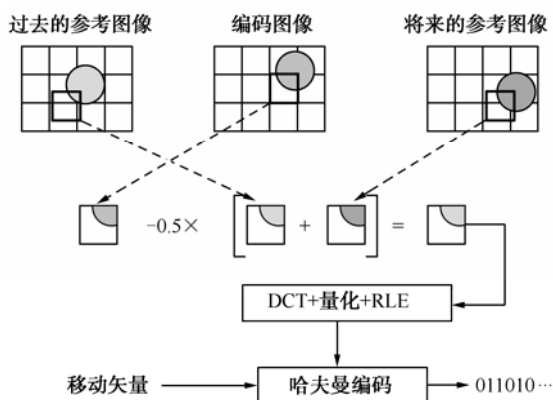 过去的参考图像
编码图像
将来的参考图像
-0.5× [ + ] =
DCT+量化+RLE
移动矢量
哈夫曼编码
011010…